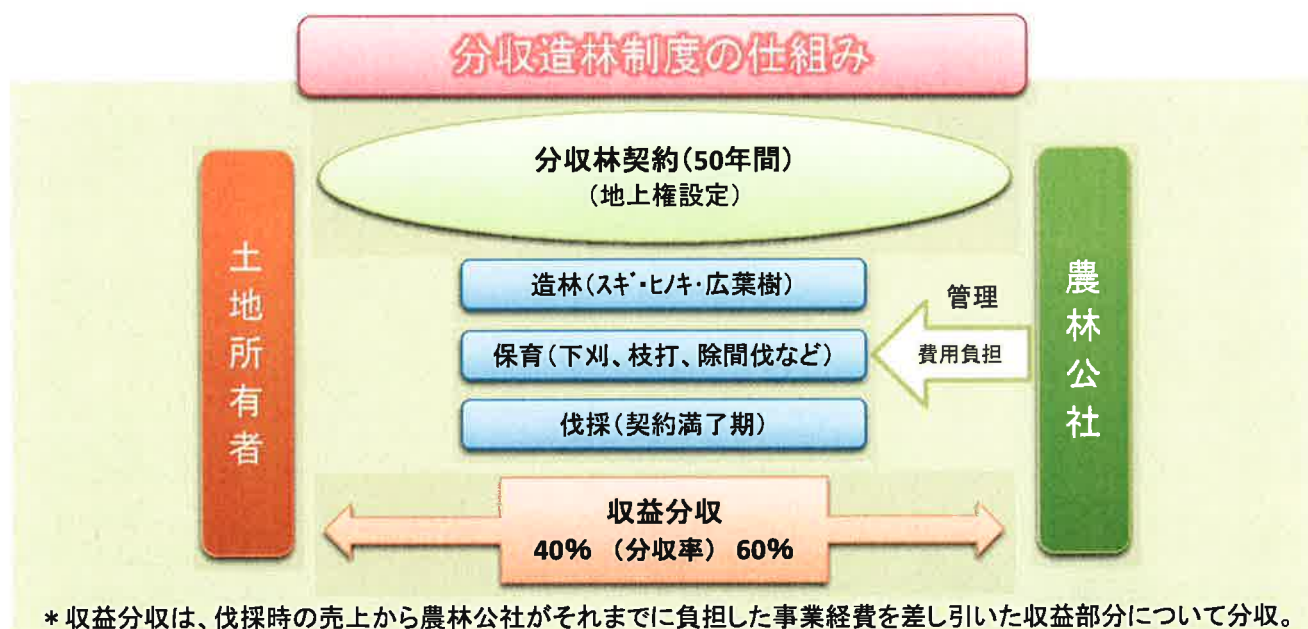 分収造林制度の仕組み
分収林契約(50年間)
(地上権設定)
土地所有者
造林(スギ・ヒノキ・広葉樹)
管理
農林公社
保育(下刈、枝打、除間伐など)
費用負担
伐採(契約満了期)
収益分収
40% (分収率) 60%
*収益分収は、伐採時の売上から農林公社がそれまでに負担した事業経費を差し引いた収益部分について分収。